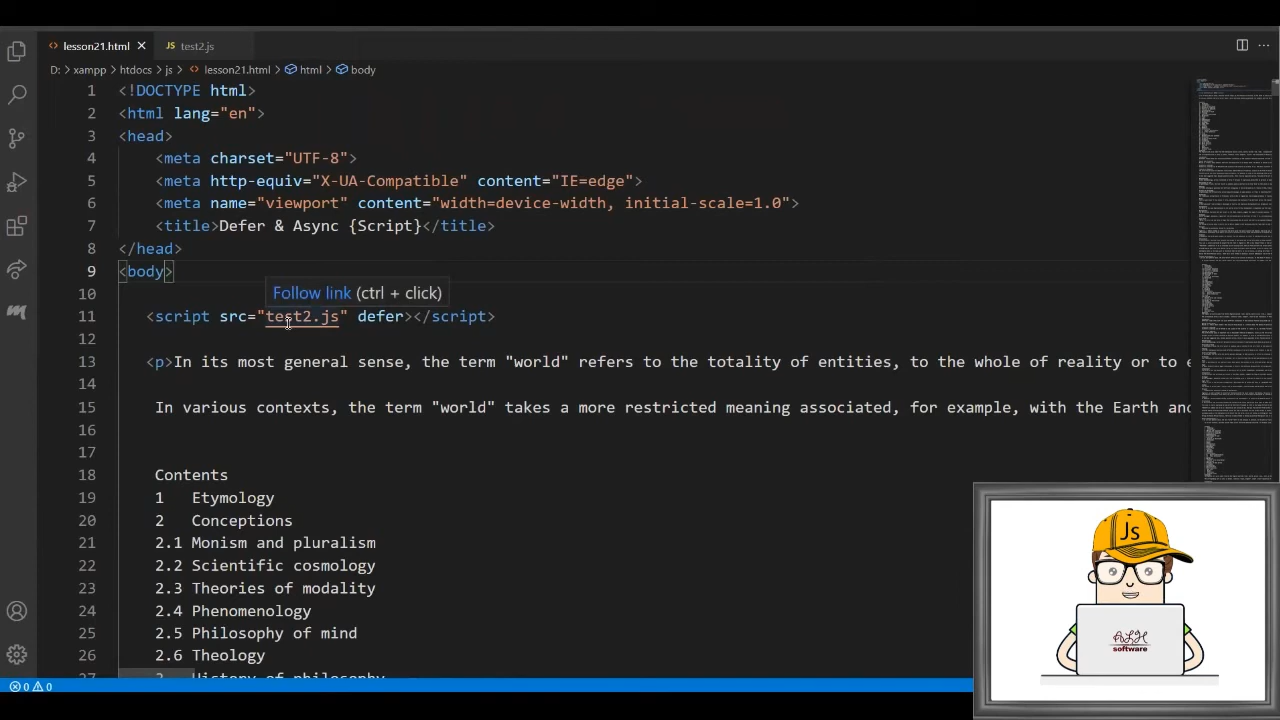 lesson21.html test2.js
D: > xampp > htdocs > js > lesson21.html > html > body
1 <!DOCTYPE html>
2 <html lang="en">
3 <head>
4 <meta charset="UTF-8">
5 <meta http-equiv="X-UA-Compatible" content="IE=edge">
6 <meta name="viewport" content="width=device-width, initial-scale=1.0">
7 <title>Defer & Async {Script}</title>
8 </head>
9 <body>
Follow link (ctrl + click)
10
11 <script src="test2.js" defer></script>
12
13 <p>In its most general sense, the term "world" refers to the totality of entities, to the whole of reality or to
14
15 In various contexts, the term "world" takes a more restricted meaning associated, for example, with the Earth and
16
17
18 Contents
19 1 Etymology
20 2 Conceptions
21 2.1 Monism and pluralism
22 2.2 Scientific cosmology
23 2.3 Theories of modality
24 2.4 Phenomenology
25 2.5 Philosophy of mind
26 2.6 Theology
27 3 History of philosophy
0 0
Js
software